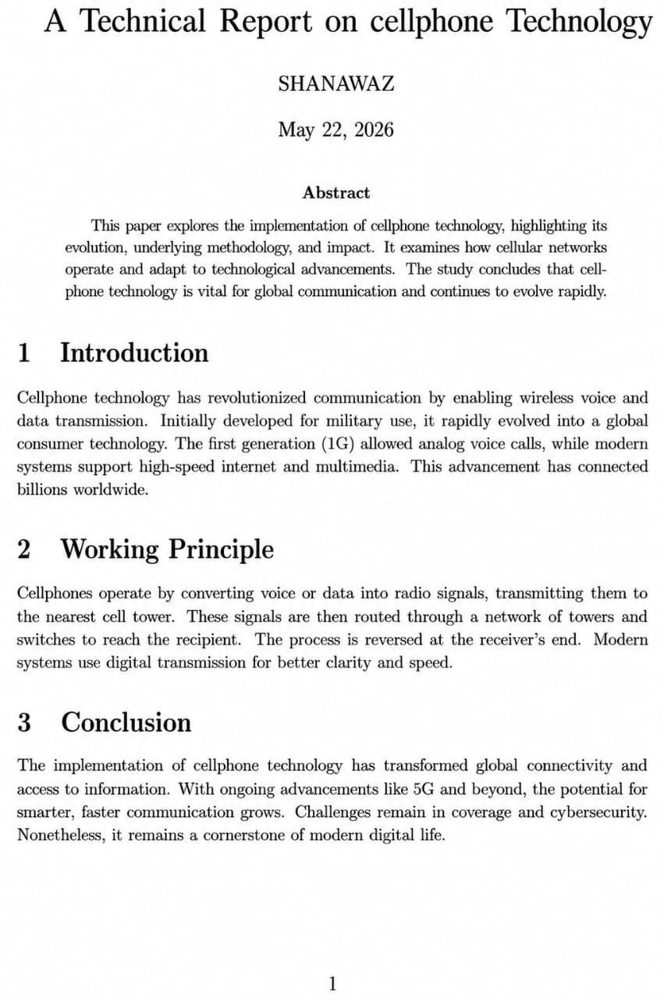 A Technical Report on cellphone Technology
SHANAWAZ
May 22, 2026
Abstract
This paper explores the implementation of cellphone technology, highlighting its
evolution, underlying methodology, and impact. It examines how cellular networks
operate and adapt to technological advancements. The study concludes that cell-
phone technology is vital for global communication and continues to evolve rapidly.
1 Introduction
Cellphone technology has revolutionized communication by enabling wireless voice and
data transmission. Initially developed for military use, it rapidly evolved into a global
consumer technology. The first generation (1G) allowed analog voice calls, while modern
systems support high-speed internet and multimedia. This advancement has connected
billions worldwide.
2 Working Principle
Cellphones operate by converting voice or data into radio signals, transmitting them to
the nearest cell tower. These signals are then routed through a network of towers and
switches to reach the recipient. The process is reversed at the receiver's end. Modern
systems use digital transmission for better clarity and speed.
3 Conclusion
The implementation of cellphone technology has transformed global connectivity and
access to information. With ongoing advancements like 5G and beyond, the potential for
smarter, faster communication grows. Challenges remain in coverage and cybersecurity.
Nonetheless, it remains a cornerstone of modern digital life.
1